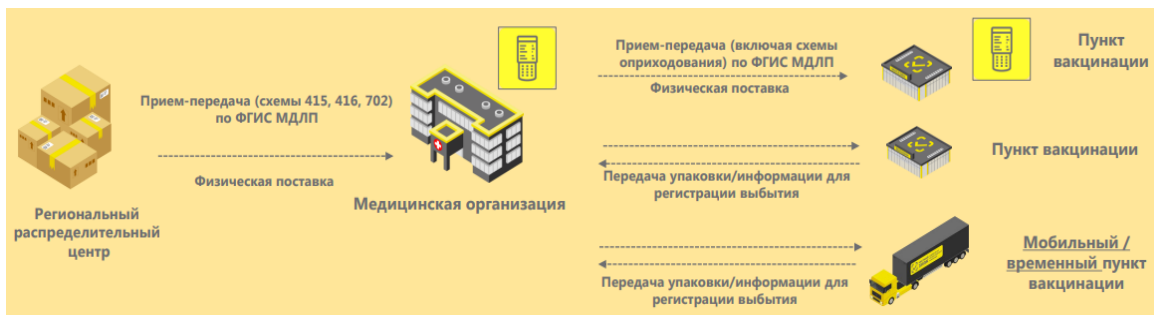 Прием-передача (схемы 415, 416, 702)
по ФГИС МДЛП
Физическая поставка
Региональный
распределительный
центр
Медицинская организация
Прием-передача (включая схемы
оприходования) по ФГИС МДЛП
Физическая поставка
Пункт
вакцинации
Передача упаковки/информации для
регистрации выбытия
Пункт вакцинации
Передача упаковки/информации для
регистрации выбытия
Мобильный /
временный пункт
вакцинации